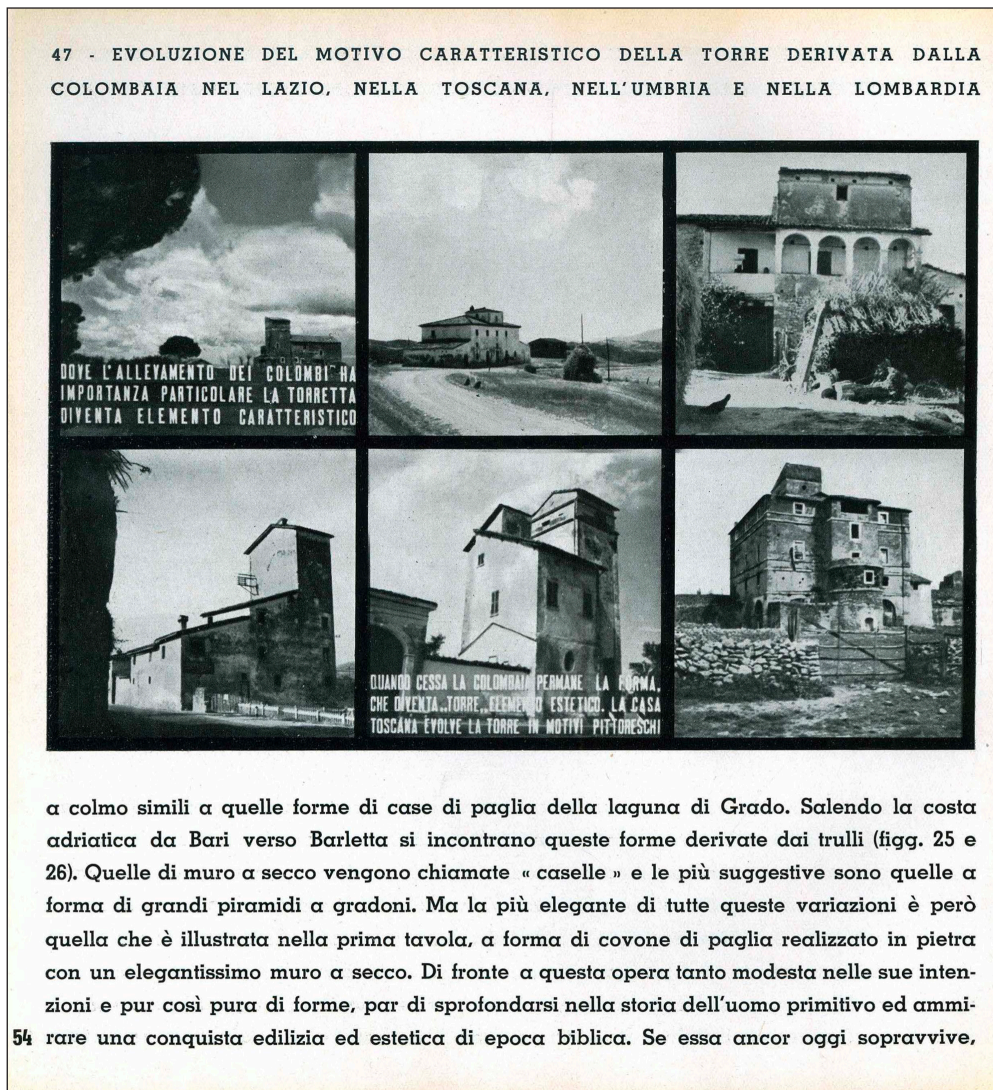 47 - EVOLUZIONE DEL MOTIVO CARATTERISTICO DELLA TORRE DERIVATA DALLA
COLOMBAIA NEL LAZIO, NELLA TOSCANA, NELL'UMBRIA E NELLA LOMBARDIA
DOVE L'ALLEVAMENTO DEI COLOMBI HA
IMPORTANZA PARTICOLARE LA TORRETTA
DIVENTA ELEMENTO CARATTERISTICO
QUANDO CESSA LA COLOMBAIA PERMANE LA FORMA,
CHE DIVENTA „TORRE„ ELEMENTO ESTETICO. LA CASA
TOSCANA EVOLVE LA TORRE IN MOTIVI PITTORESCHI
a colmo simili a quelle forme di case di paglia della laguna di Grado. Salendo la costa
adriatica da Bari verso Barletta si incontrano queste forme derivate dai trulli (figg. 25 e
26). Quelle di muro a secco vengono chiamate « caselle » e le più suggestive sono quelle a
forma di grandi piramidi a gradoni. Ma la più elegante di tutte queste variazioni è però
quella che è illustrata nella prima tavola, a forma di covone di paglia realizzato in pietra
con un elegantissimo muro a secco. Di fronte a questa opera tanto modesta nelle sue inten-
zioni e pur così pura di forme, par di sprofondarsi nella storia dell'uomo primitivo ed ammi-
54 rare una conquista edilizia ed estetica di epoca biblica. Se essa ancor oggi sopravvive,